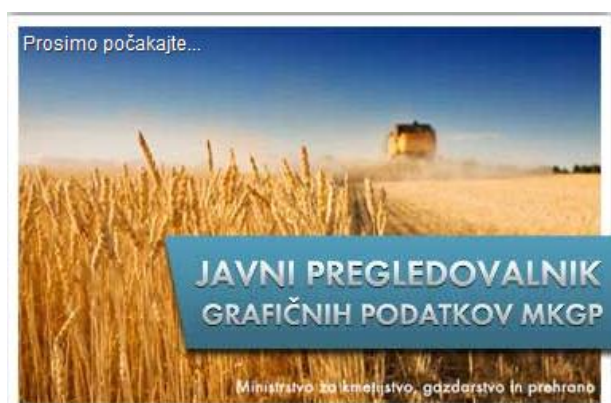 Prosimo počakajte...
JAVNI PREGLEDOVALNIK
GRAFIČNIH PODATKOV MKGP
Ministrstvo za kmetijstvo, gozdarstvo in prehrano